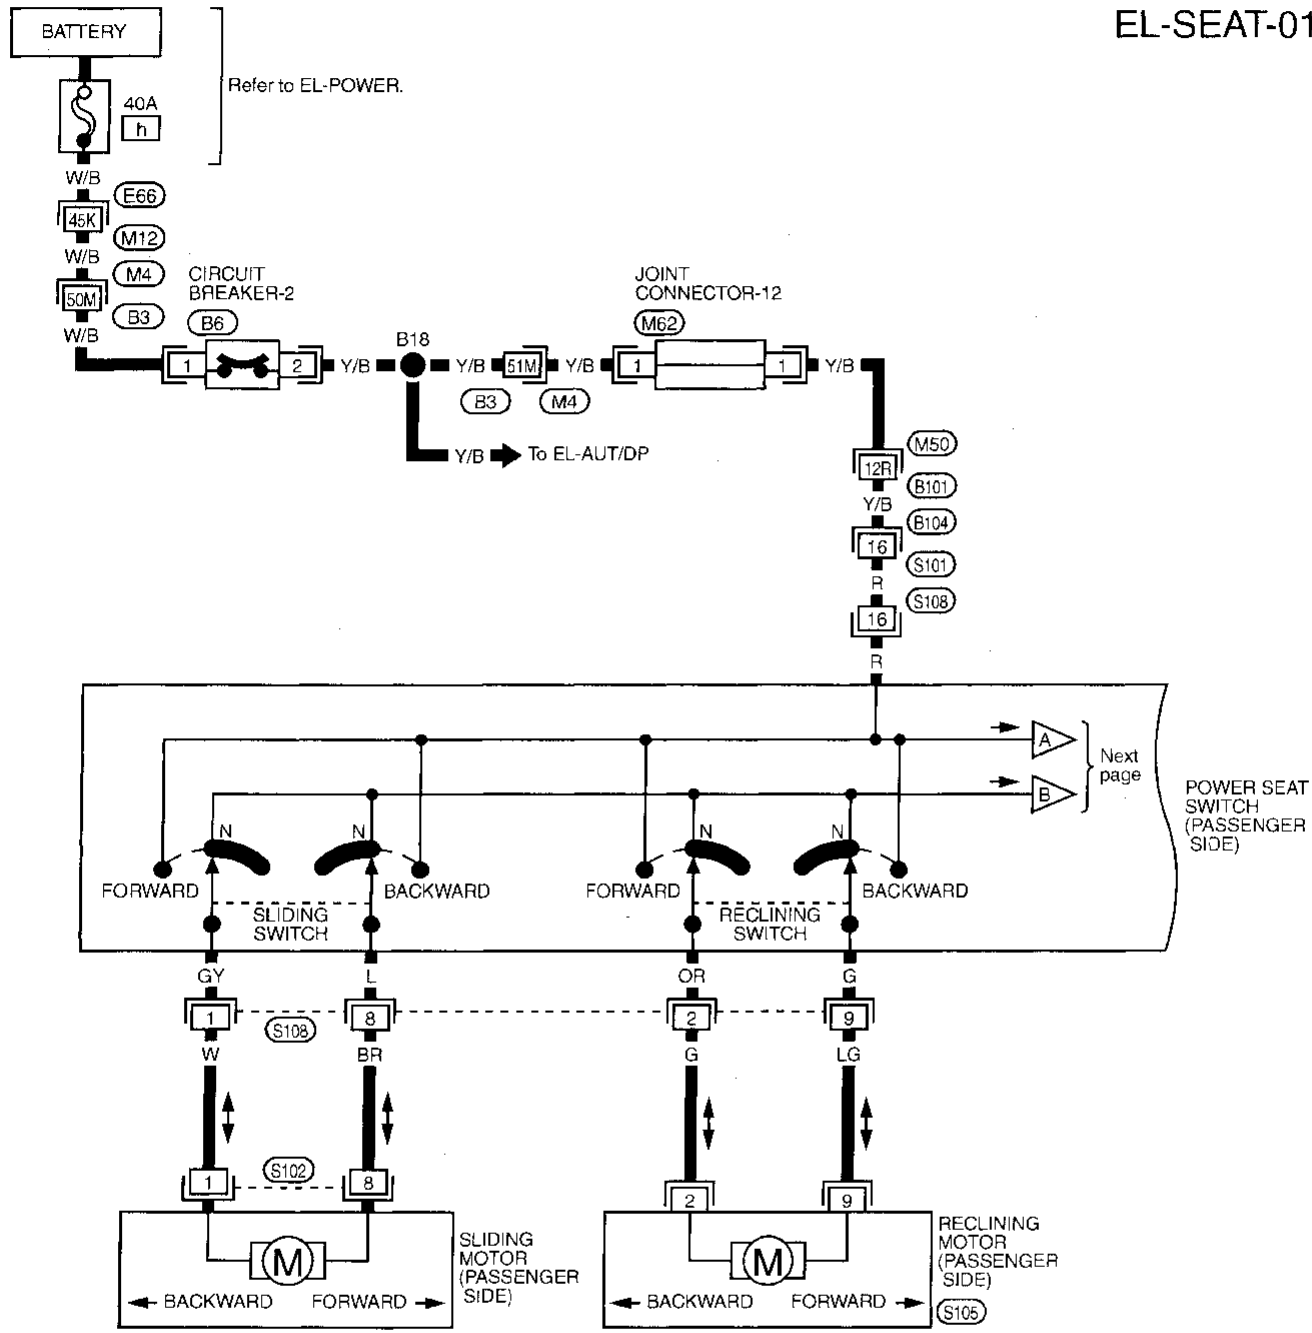 EL-SEAT-01
BATTERY
Refer to EL-POWER.
40A
h
W/B
E66
45K
M12
W/B
M4
50M
B3
W/B
CIRCUIT
BREAKER-2
B6
1
2
Y/B
B18
Y/B
51M
Y/B
B3
M4
JOINT
CONNECTOR-12
M62
1
1
Y/B
Y/B
To EL-AUT/DP
M50
12R
B101
Y/B
B104
16
S101
R
S108
16
R
A
B
Next
page
POWER SEAT
SWITCH
(PASSENGER
SIDE)
N
N
N
N
FORWARD
BACKWARD
FORWARD
BACKWARD
SLIDING
SWITCH
RECLINING
SWITCH
GY
L
OR
G
1
S108
8
2
9
W
BR
G
LG
1
S102
8
2
9
M
SLIDING
MOTOR
(PASSENGER
SIDE)
BACKWARD
FORWARD
M
RECLINING
MOTOR
(PASSENGER
SIDE)
S105
BACKWARD
FORWARD